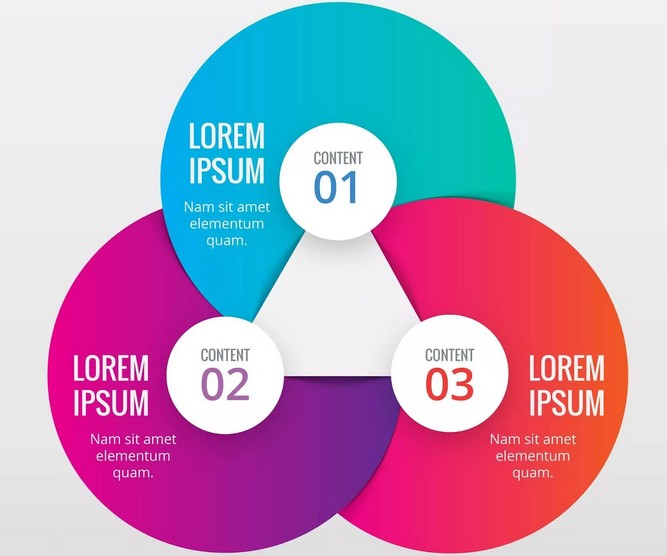 LOREM
IPSUM
Nam sit amet
elementum
quam.
CONTENT
01
LOREM
IPSUM
Nam sit amet
elementum
quam.
CONTENT
02
CONTENT
03
LOREM
IPSUM
Nam sit amet
elementum
quam.